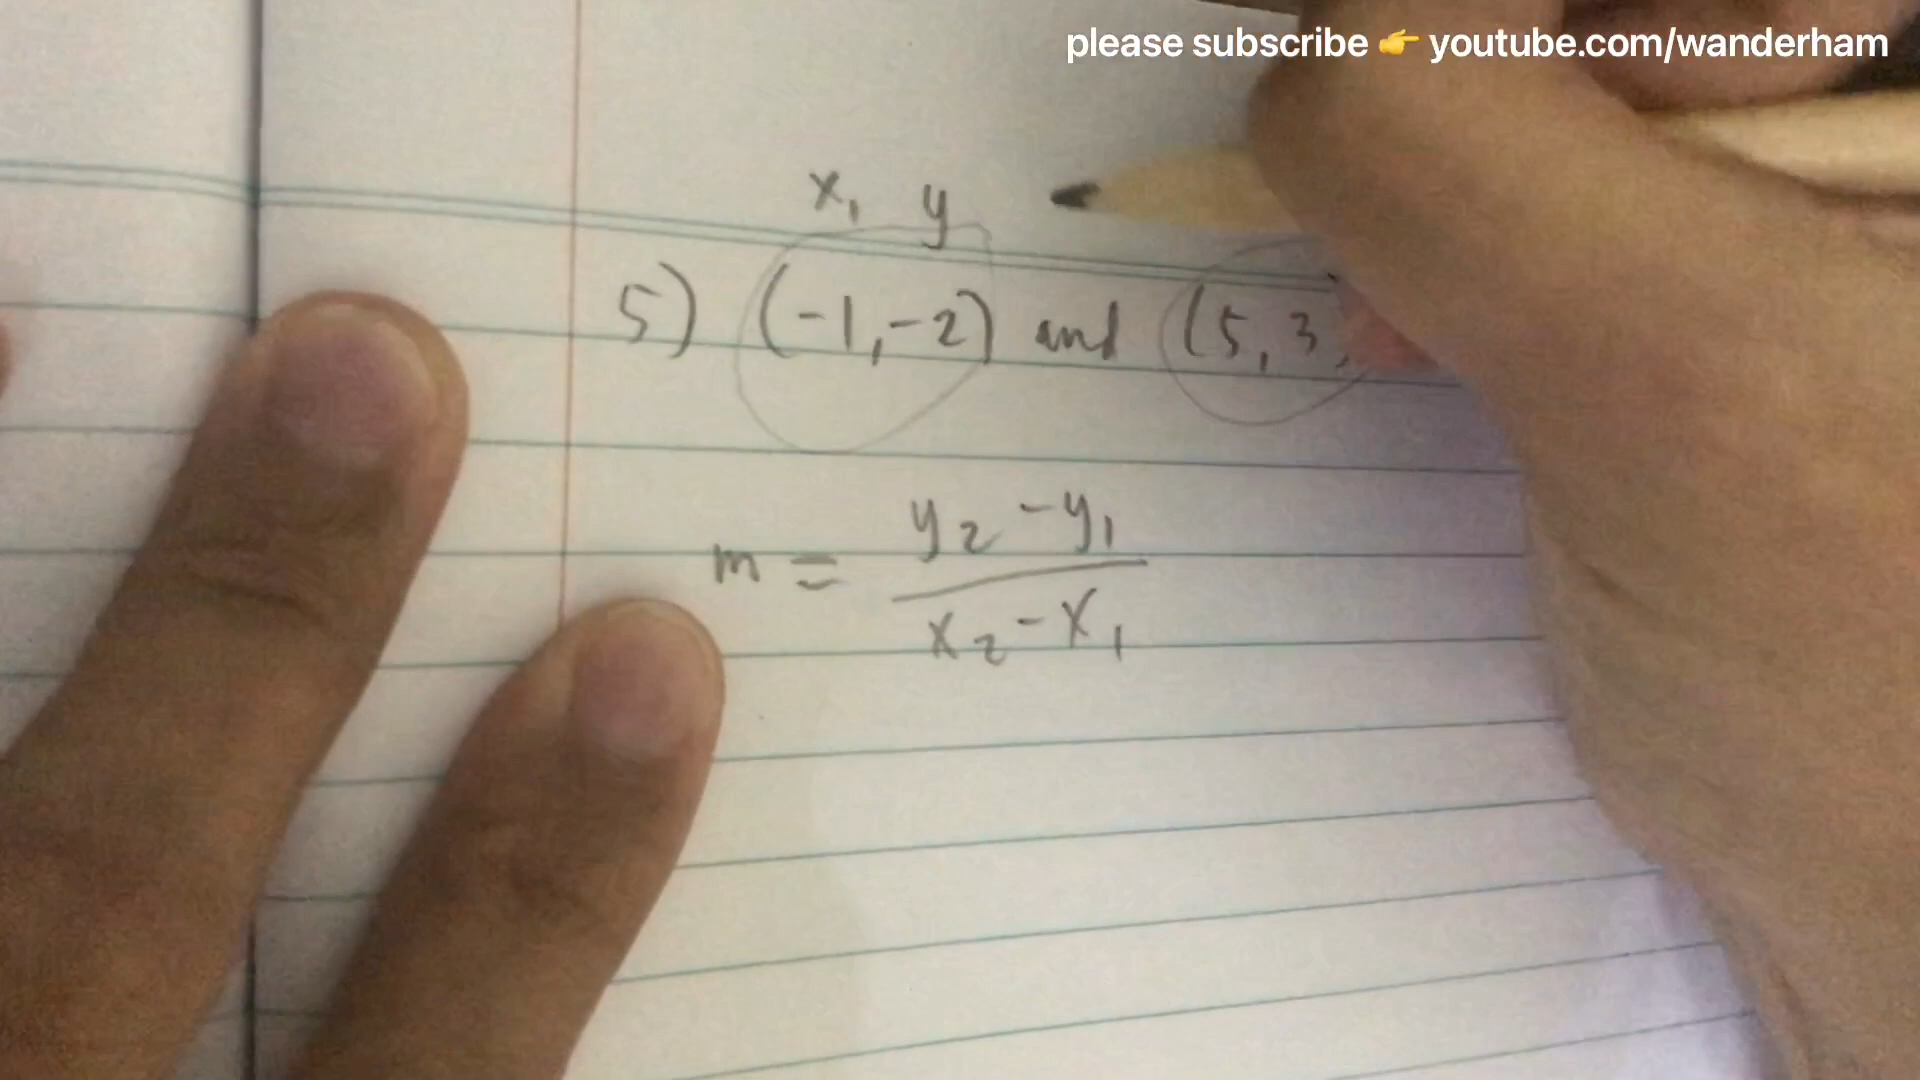 please subscribe 👉 youtube.com/wanderham
x₁ y
5) (-1,-2) and (5, 3
m = y₂ - y₁
x₂ - x₁